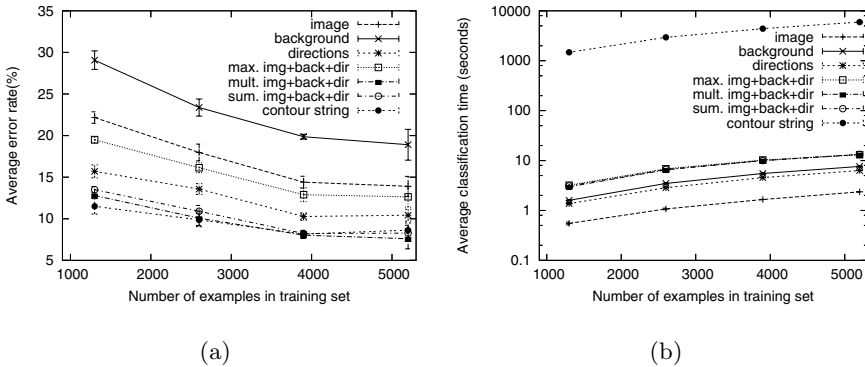 35
30
25
20
15
10
5
1000 2000 3000 4000 5000
Average error rate(%)
Number of examples in training set
image
background
directions
max. img+back+dir
mult. img+back+dir
sum. img+back+dir
contour string
(a)
10000
1000
100
10
1
0.1
1000 2000 3000 4000 5000
Average classification time (seconds)
Number of examples in training set
image
background
directions
max. img+back+dir
mult. img+back+dir
sum. img+back+dir
contour string
(b)